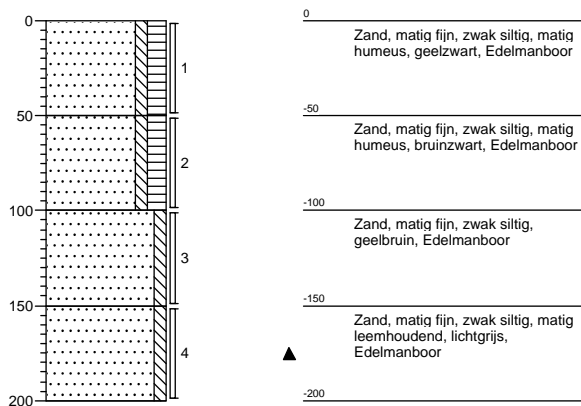 0
50
100
150
200
1
2
3
4
0
Zand, matig fijn, zwak siltig, matig
humeus, geelzwart, Edelmanboor
-50
Zand, matig fijn, zwak siltig, matig
humeus, bruinzwart, Edelmanboor
-100
Zand, matig fijn, zwak siltig,
geelbruin, Edelmanboor
-150
Zand, matig fijn, zwak siltig, matig
leemhoudend, lichtgrijs,
Edelmanboor
-200